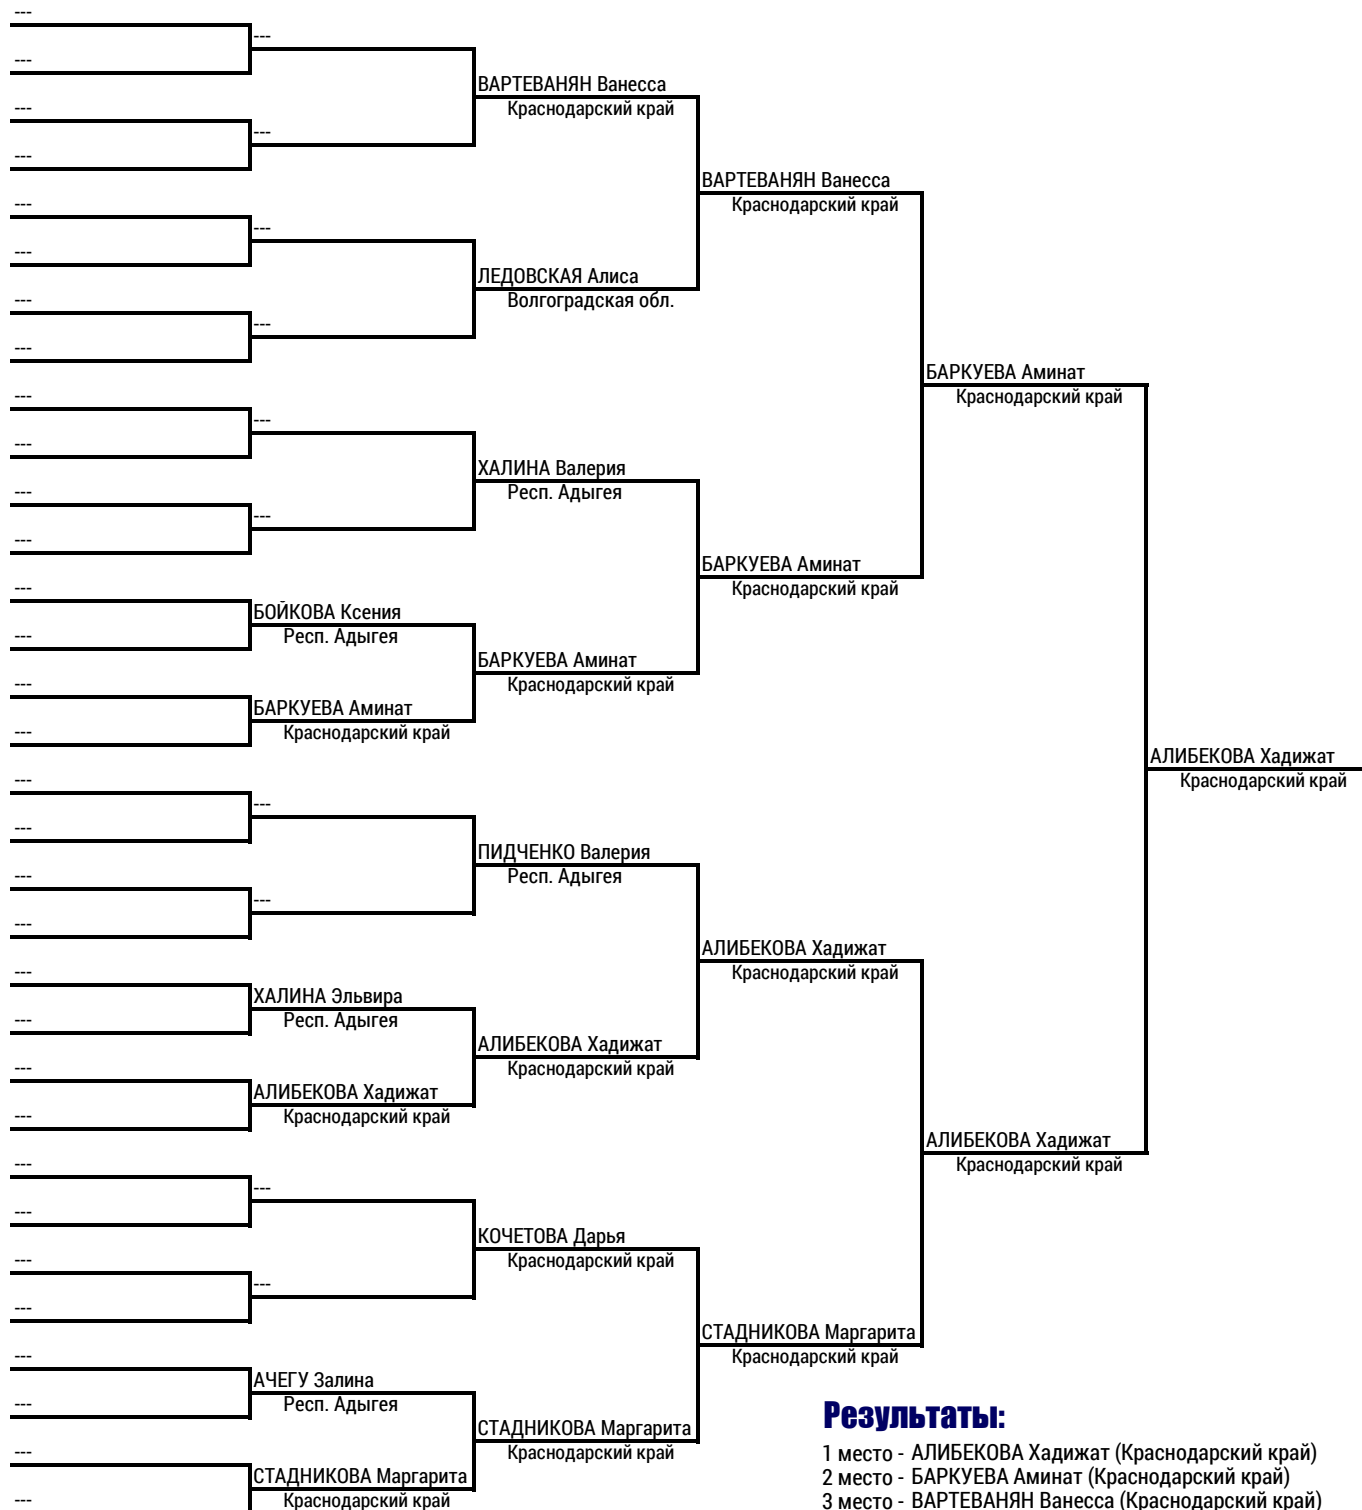 ---
---
---
ВАРТЕВАНЯН Ванесса
Краснодарский край
---
---
---
ВАРТЕВАНЯН Ванесса
Краснодарский край
---
---
---
ЛЕДОВСКАЯ Алиса
Волгоградская обл.
---
---
---
БАРКУЕВА Аминат
Краснодарский край
---
---
---
ХАЛИНА Валерия
Респ. Адыгея
---
---
---
БАРКУЕВА Аминат
Краснодарский край
---
БОЙКОВА Ксения
Респ. Адыгея
---
БАРКУЕВА Аминат
Краснодарский край
---
БАРКУЕВА Аминат
Краснодарский край
---
АЛИБЕКОВА Хадижат
Краснодарский край
---
---
---
ПИДЧЕНКО Валерия
Респ. Адыгея
---
---
---
АЛИБЕКОВА Хадижат
Краснодарский край
---
ХАЛИНА Эльвира
Респ. Адыгея
---
АЛИБЕКОВА Хадижат
Краснодарский край
---
АЛИБЕКОВА Хадижат
Краснодарский край
---
АЛИБЕКОВА Хадижат
Краснодарский край
---
---
---
КОЧЕТОВА Дарья
Краснодарский край
---
---
---
СТАДНИКОВА Маргарита
Краснодарский край
---
АЧЕГУ Залина
Респ. Адыгея
---
СТАДНИКОВА Маргарита
Краснодарский край
---
СТАДНИКОВА Маргарита
Краснодарский край
---
Результаты:
1 место - АЛИБЕКОВА Хадижат (Краснодарский край)
2 место - БАРКУЕВА Аминат (Краснодарский край)
3 место - ВАРТЕВАНЯН Ванесса (Краснодарский край)